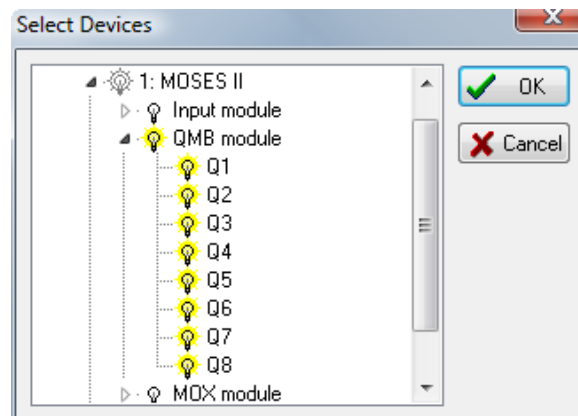 Select Devices
1: MOSES II
Input module
QMB module
Q1
Q2
Q3
Q4
Q5
Q6
Q7
Q8
MOX module
OK
Cancel